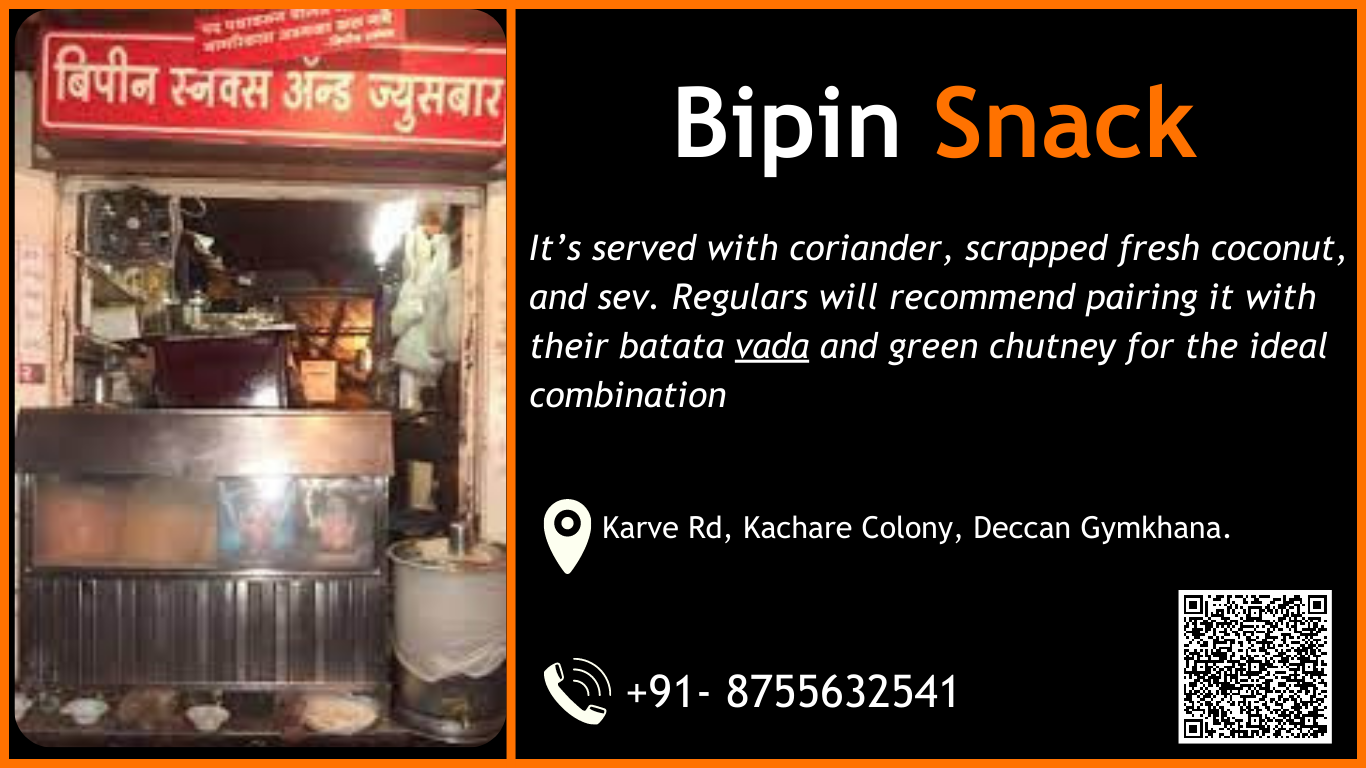 बिपीन स्नॅक्स ॲन्ड ज्युसबार
Bipin Snack
It’s served with coriander, scrapped fresh coconut,
and sev. Regulars will recommend pairing it with
their batata vada and green chutney for the ideal
combination
Karve Rd, Kachare Colony, Deccan Gymkhana.
+91- 8755632541